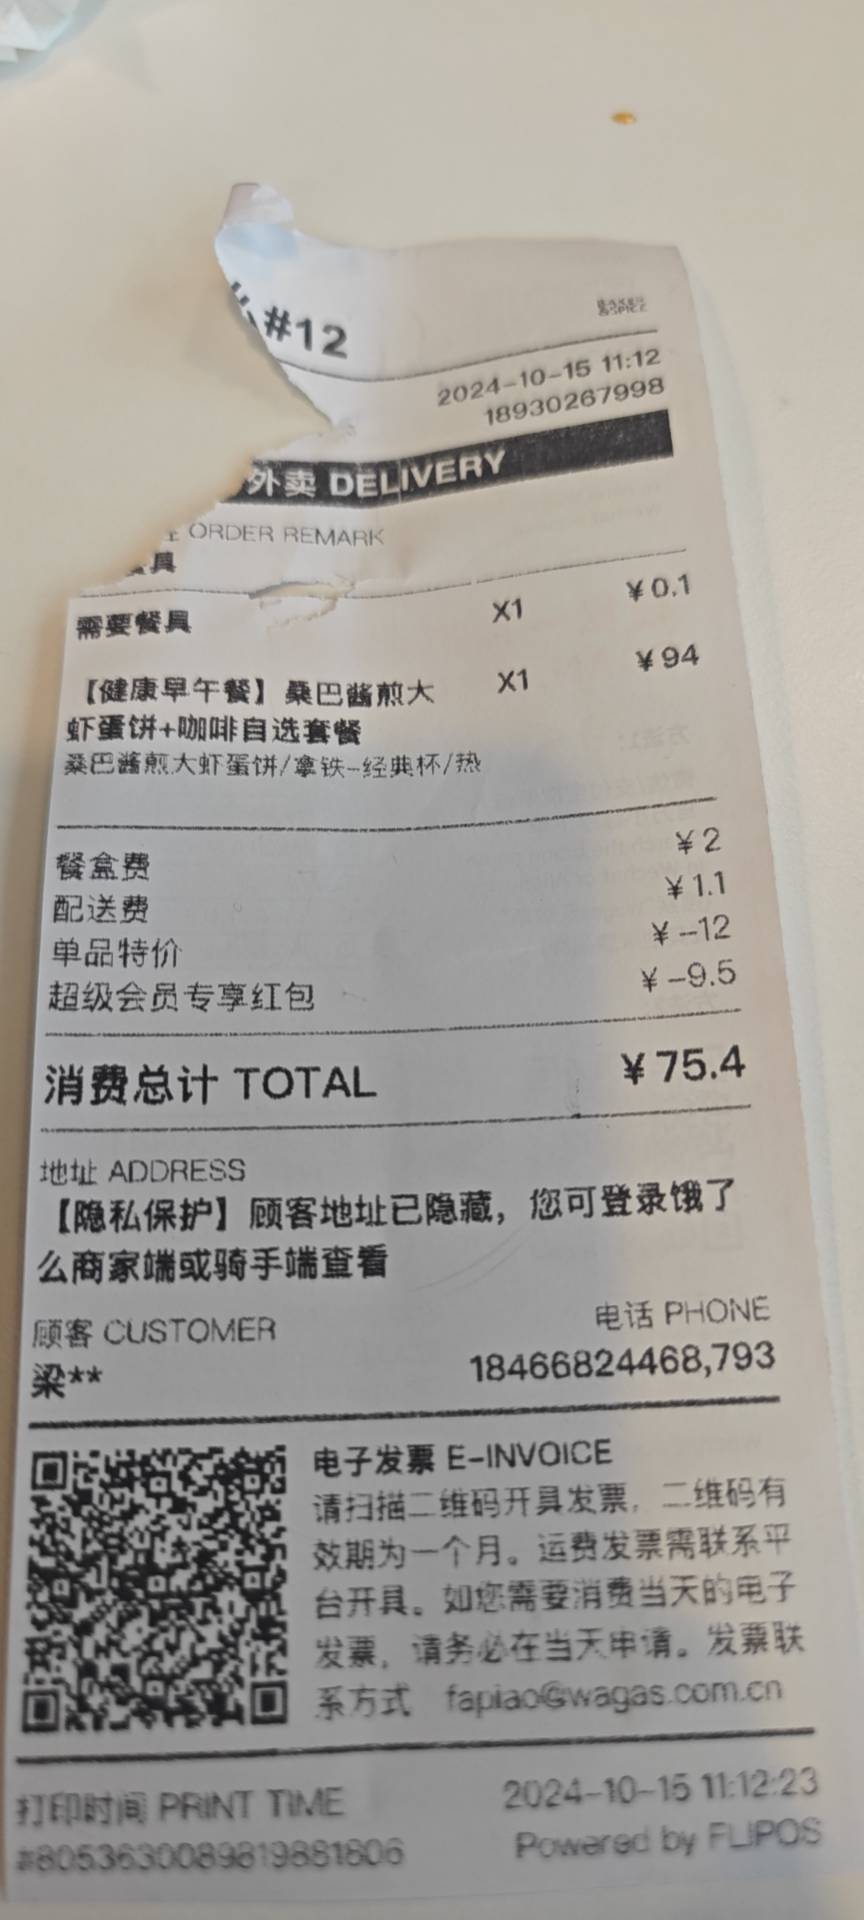 #12
BAKER
&SPICE
2024-10-15 11:12
18930267998
外卖 DELIVERY
ORDER REMARK
具
需要餐具 X1 ￥0.1
【健康早午餐】桑巴酱煎大 X1 ￥94
虾蛋饼+咖啡自选套餐
桑巴酱煎大虾蛋饼/拿铁-经典杯/热
餐盒费 ￥2
配送费 ￥1.1
单品特价 ￥-12
超级会员专享红包 ￥-9.5
消费总计 TOTAL ￥75.4
地址 ADDRESS
【隐私保护】顾客地址已隐藏，您可登录饿了
么商家端或骑手端查看
顾客 CUSTOMER 电话 PHONE
梁** 18466824468,793
电子发票 E-INVOICE
请扫描二维码开具发票，二维码有
效期为一个月。运费发票需联系平
台开具。如您需要消费当天的电子
发票，请务必在当天申请。发票联
系方式 fapiao@wagas.com.cn
打印时间 PRINT TIME 2024-10-15 11:12:23
#8053630089819881806 Powered by FLIPOS